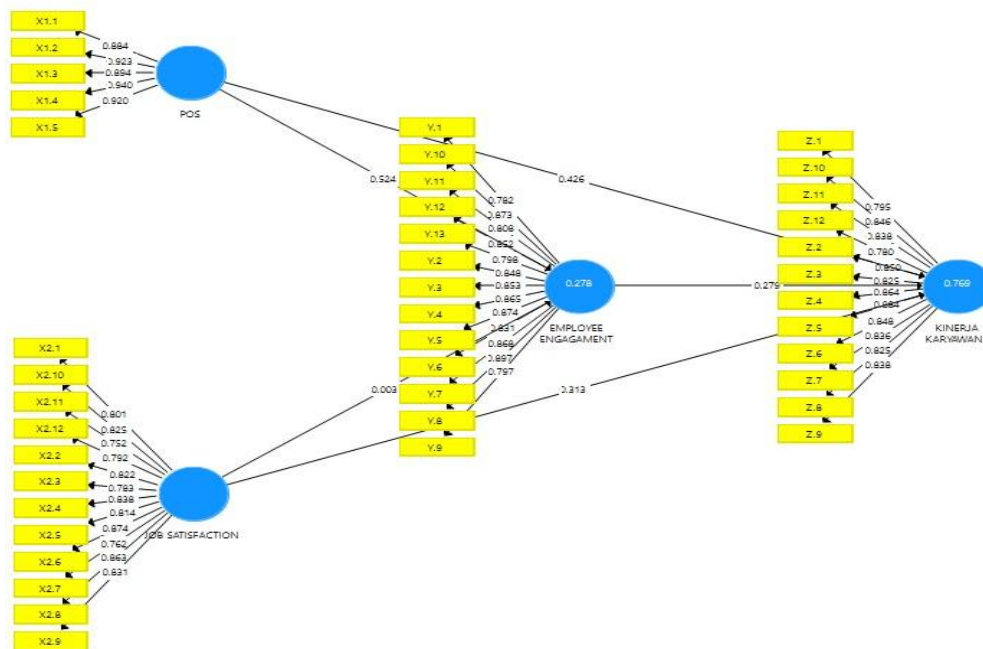 X1.1
X1.2
X1.3
X1.4
X1.5
0.884
0.923
0.894
0.940
0.920
POS
0.524
0.426
Y.1
Y.10
Y.11
Y.12
Y.13
Y.2
Y.3
Y.4
Y.5
Y.6
Y.7
Y.8
Y.9
0.782
0.873
0.808
0.852
0.798
0.848
0.853
0.865
0.874
0.831
0.868
0.897
0.797
0.278
EMPLOYEE
ENGAGAMENT
0.279
Z.1
Z.10
Z.11
Z.12
Z.2
Z.3
Z.4
Z.5
Z.6
Z.7
Z.8
Z.9
0.795
0.846
0.838
0.780
0.850
0.825
0.864
0.884
0.848
0.836
0.825
0.838
0.769
KINERJA
KARYAWAN
X2.1
X2.10
X2.11
X2.12
X2.2
X2.3
X2.4
X2.5
X2.6
X2.7
X2.8
X2.9
0.801
0.825
0.752
0.792
0.822
0.783
0.838
0.814
0.874
0.762
0.863
0.831
JOB SATISFACTION
0.003
0.313